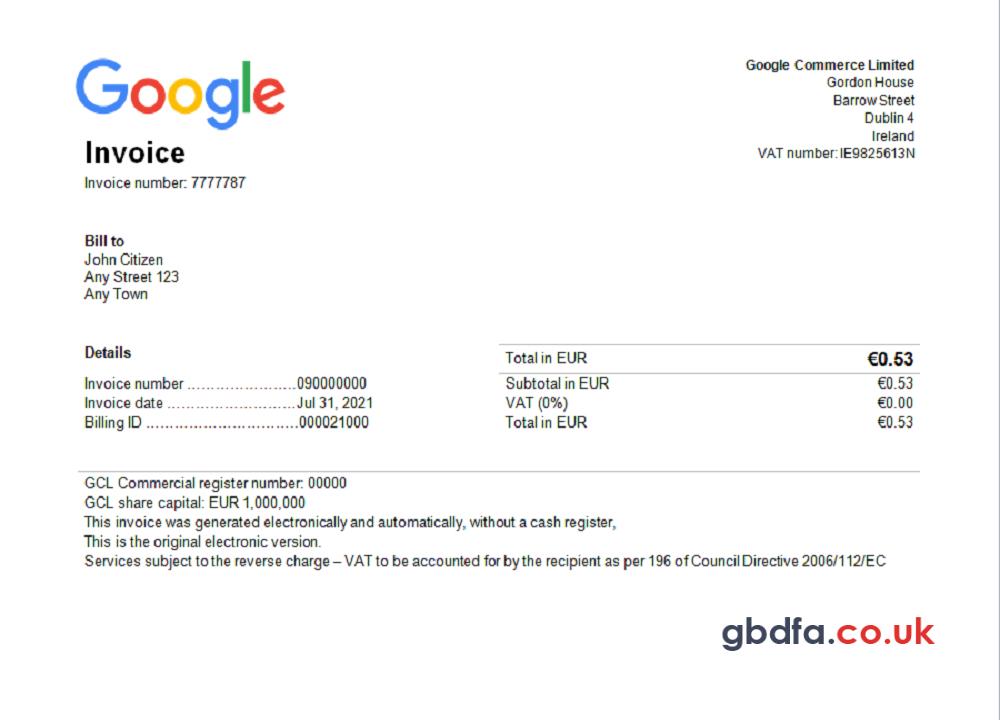 Google
Google Commerce Limited
Gordon House
Barrow Street
Dublin 4
Ireland
VAT number: IE9825613N
Invoice
Invoice number: 7777787
Bill to
John Citizen
Any Street 123
Any Town
Details
Invoice number ........................090000000
Invoice date ............................Jul 31, 2021
Billing ID .................................000021000
Total in EUR €0.53
Subtotal in EUR €0.53
VAT (0%) €0.00
Total in EUR €0.53
GCL Commercial register number: 00000
GCL share capital: EUR 1,000,000
This invoice was generated electronically and automatically, without a cash register,
This is the original electronic version.
Services subject to the reverse charge – VAT to be accounted for by the recipient as per 196 of Council Directive 2006/112/EC
gbdfa.co.uk